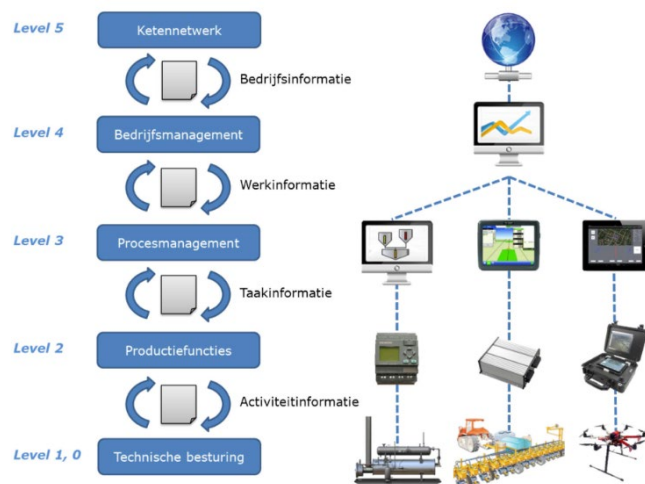 Level 5
Ketennetwerk
Bedrijfsinformatie
Level 4
Bedrijfsmanagement
Werkinformatie
Level 3
Procesmanagement
Taakinformatie
Level 2
Productiefuncties
Activiteitinformatie
Level 1, 0
Technische besturing